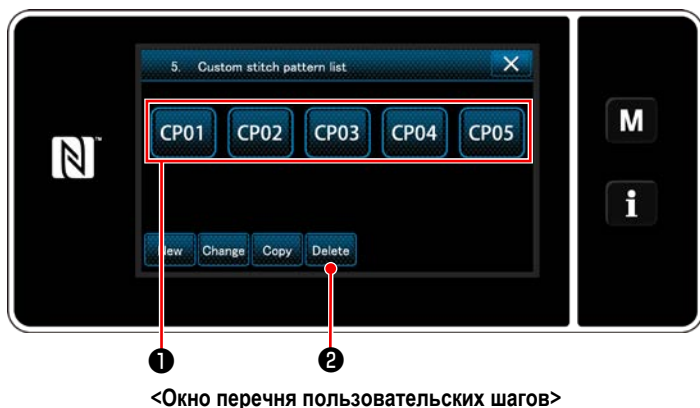 5. Custom stitch pattern list
CP01 CP02 CP03 CP04 CP05
M
i
New Change Copy Delete
❶ ❷
<Окно перечня пользовательских шагов>